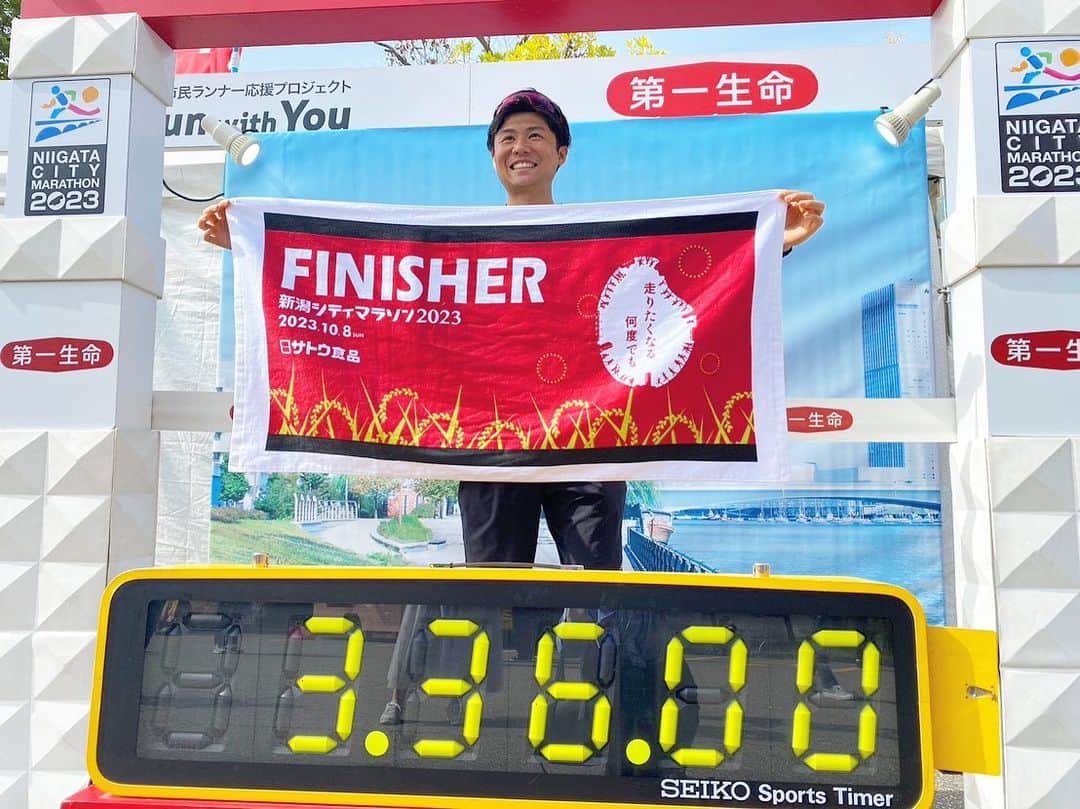 市民ランナー応援プロジェクト
un with You
第一生命
NIIGATA
CITY
MARATHON
2023
NIIGATA
CITY
MARATHON
2023
FINISHER
新潟シティマラソン2023
2023.10.8 SUN
サトウ食品
走りたくなる
何度でも
第一生命
第一生命
一生命
3.36.00
SEIKO Sports Timer